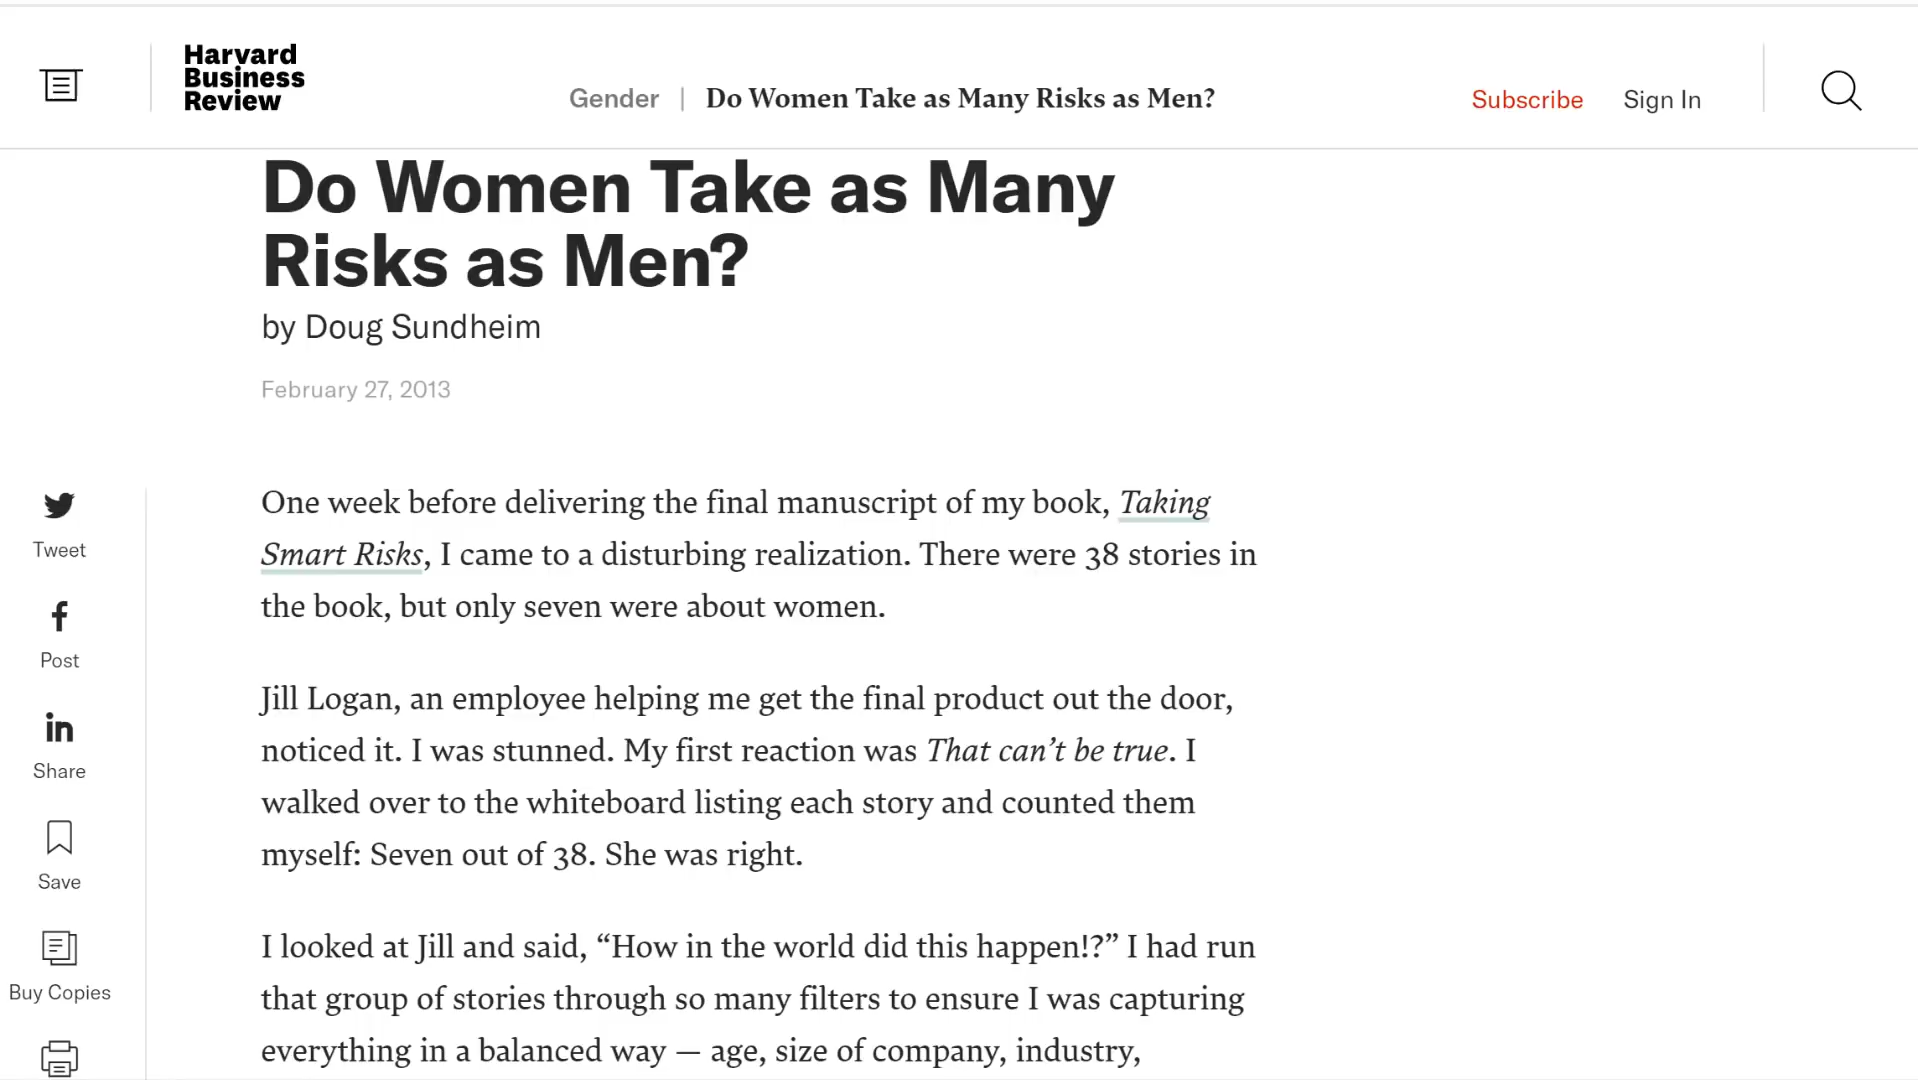 Harvard
Business
Review
Gender | Do Women Take as Many Risks as Men?
Subscribe
Sign In
Do Women Take as Many
Risks as Men?
by Doug Sundheim
February 27, 2013
Tweet
Post
Share
Save
Buy Copies
One week before delivering the final manuscript of my book, Taking
Smart Risks, I came to a disturbing realization. There were 38 stories in
the book, but only seven were about women.
Jill Logan, an employee helping me get the final product out the door,
noticed it. I was stunned. My first reaction was That can’t be true. I
walked over to the whiteboard listing each story and counted them
myself: Seven out of 38. She was right.
I looked at Jill and said, “How in the world did this happen!?” I had run
that group of stories through so many filters to ensure I was capturing
everything in a balanced way — age, size of company, industry,